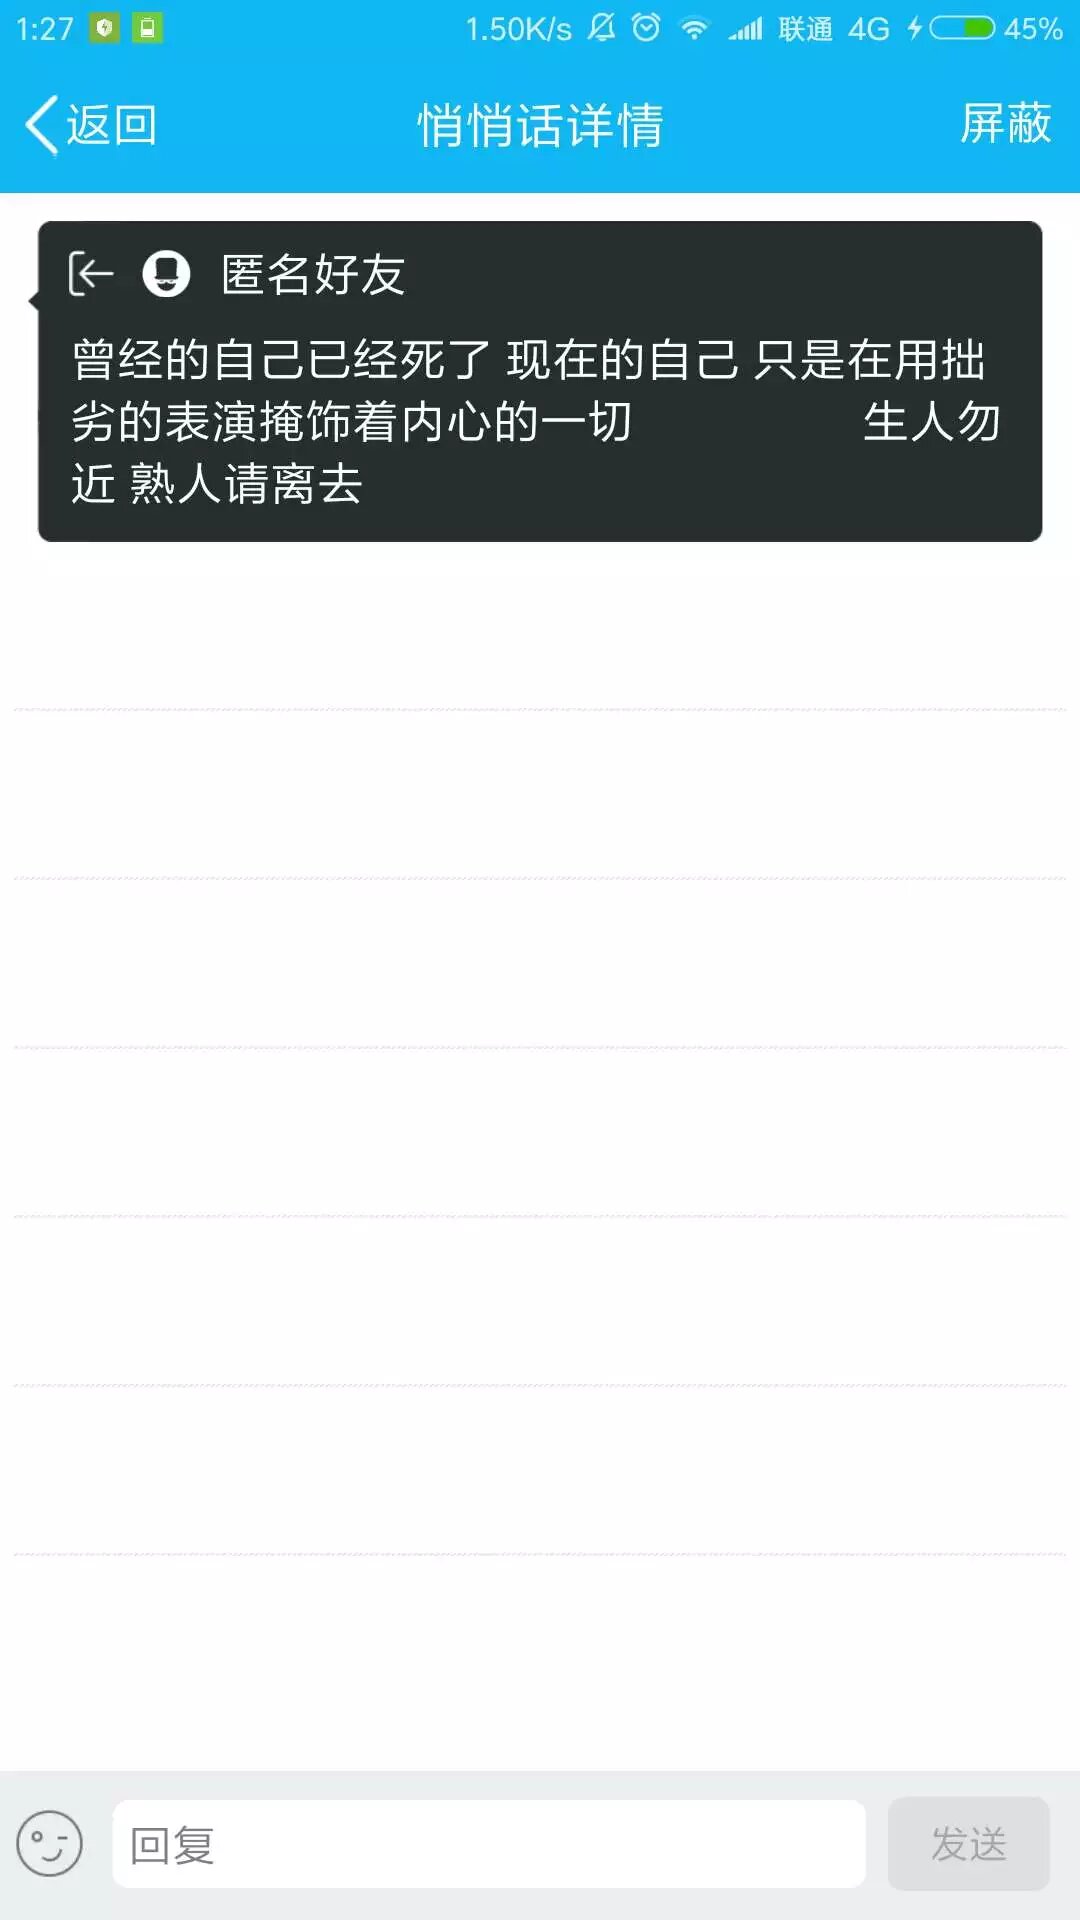 1:27 1.50K/s 联通 4G 45%
返回 悄悄话详情 屏蔽
匿名好友
曾经的自己已经死了 现在的自己 只是在用拙
劣的表演掩饰着内心的一切 生人勿
近 熟人请离去
回复 发送